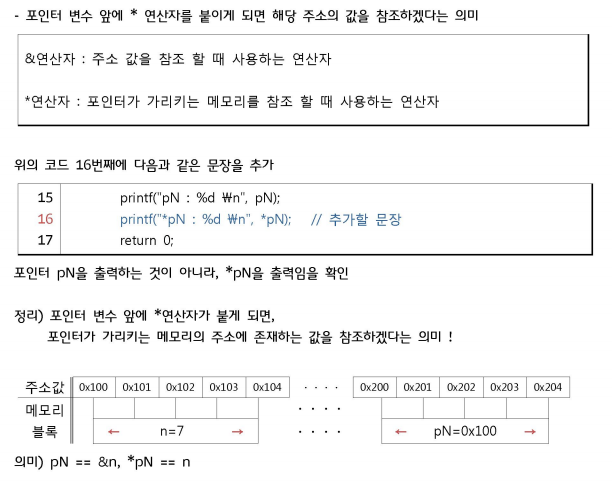 - 포인터 변수 앞에 * 연산자를 붙이게 되면 해당 주소의 값을 참조하겠다는 의미
&연산자 : 주소 값을 참조 할 때 사용하는 연산자
*연산자 : 포인터가 가리키는 메모리를 참조 할 때 사용하는 연산자
위의 코드 16번째에 다음과 같은 문장을 추가
15 printf("pN : %d ₩n", pN);
16 printf("*pN : %d ₩n", *pN); // 추가할 문장
17 return 0;
포인터 pN을 출력하는 것이 아니라, *pN을 출력임을 확인
정리) 포인터 변수 앞에 *연산자가 붙게 되면,
포인터가 가리키는 메모리의 주소에 존재하는 값을 참조하겠다는 의미 !
주소값 0x100 0x101 0x102 0x103 0x104 · · · · 0x200 0x201 0x202 0x203 0x204
메모리 · · · ·
블록 ← n=7 → · · · · ← pN=0x100 →
의미) pN == &n, *pN == n